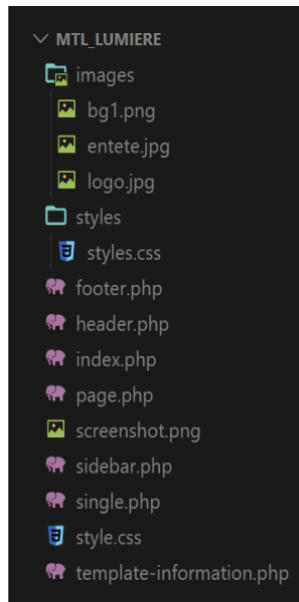 MTL_LUMIERE
images
bg1.png
entete.jpg
logo.jpg
styles
styles.css
footer.php
header.php
index.php
page.php
screenshot.png
sidebar.php
single.php
style.css
template-information.php